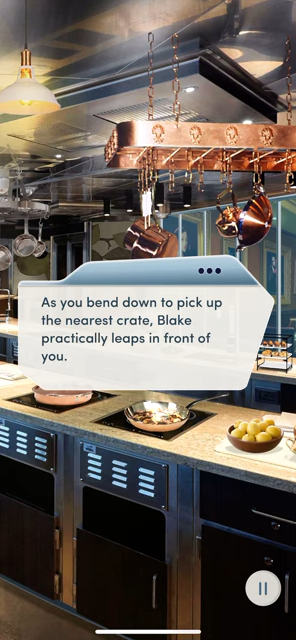 As you bend down to pick up
the nearest crate, Blake
practically leaps in front of
you.